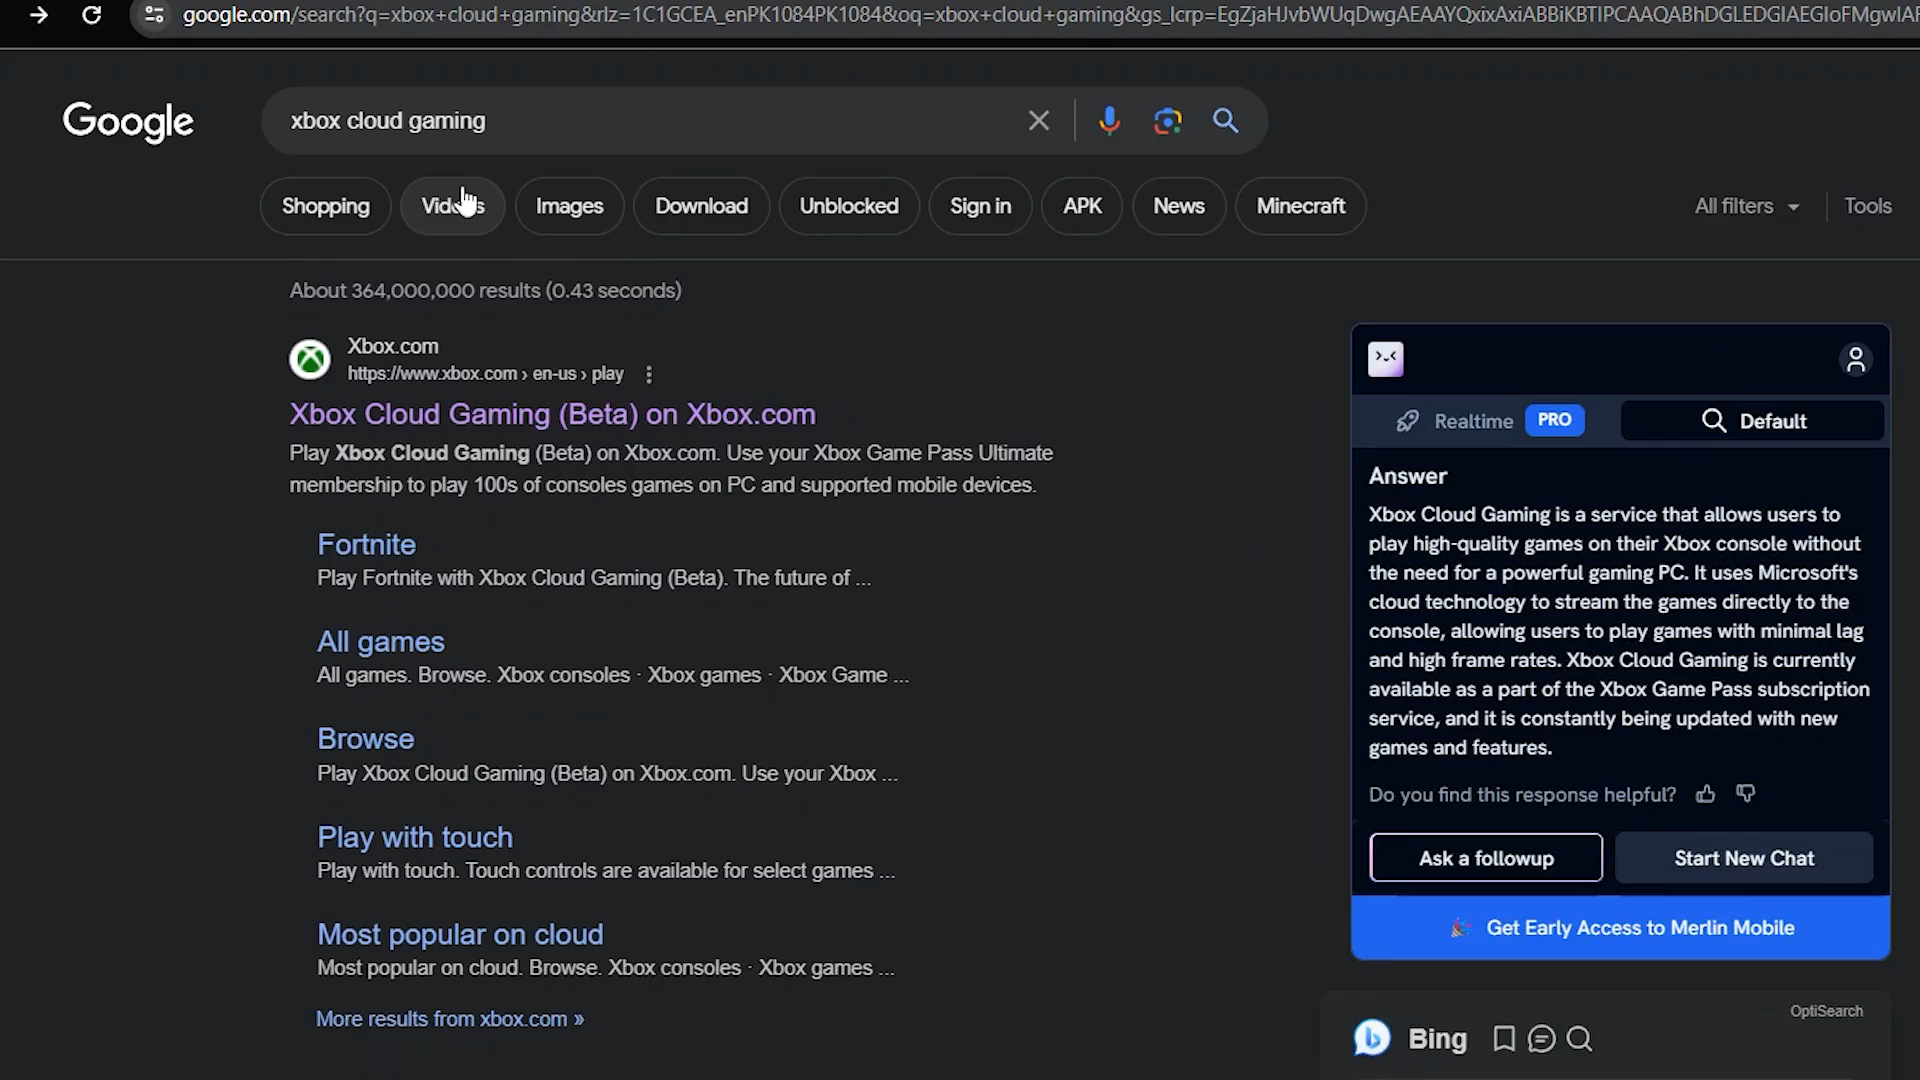 google.com/search?q=xbox+cloud+gaming&rlz=1C1GCEA_enPK1084PK1084&oq=xbox+cloud+gaming&gs_lcrp=EgZjaHJvbWUqDwgAEAAYQxixAxiABBiKBTIPCAAQABhDGLEDGIAEGIoFMgwIA
Google
xbox cloud gaming
Shopping
Videos
Images
Download
Unblocked
Sign in
APK
News
Minecraft
All filters
Tools
About 364,000,000 results (0.43 seconds)
Xbox.com
https://www.xbox.com › en-us › play
Xbox Cloud Gaming (Beta) on Xbox.com
Play Xbox Cloud Gaming (Beta) on Xbox.com. Use your Xbox Game Pass Ultimate
membership to play 100s of consoles games on PC and supported mobile devices.
Fortnite
Play Fortnite with Xbox Cloud Gaming (Beta). The future of ...
All games
All games. Browse. Xbox consoles · Xbox games · Xbox Game ...
Browse
Play Xbox Cloud Gaming (Beta) on Xbox.com. Use your Xbox ...
Play with touch
Play with touch. Touch controls are available for select games ...
Most popular on cloud
Most popular on cloud. Browse. Xbox consoles · Xbox games ...
More results from xbox.com »
Realtime PRO
Default
Answer
Xbox Cloud Gaming is a service that allows users to
play high-quality games on their Xbox console without
the need for a powerful gaming PC. It uses Microsoft's
cloud technology to stream the games directly to the
console, allowing users to play games with minimal lag
and high frame rates. Xbox Cloud Gaming is currently
available as a part of the Xbox Game Pass subscription
service, and it is constantly being updated with new
games and features.
Do you find this response helpful?
Ask a followup
Start New Chat
Get Early Access to Merlin Mobile
OptiSearch
Bing